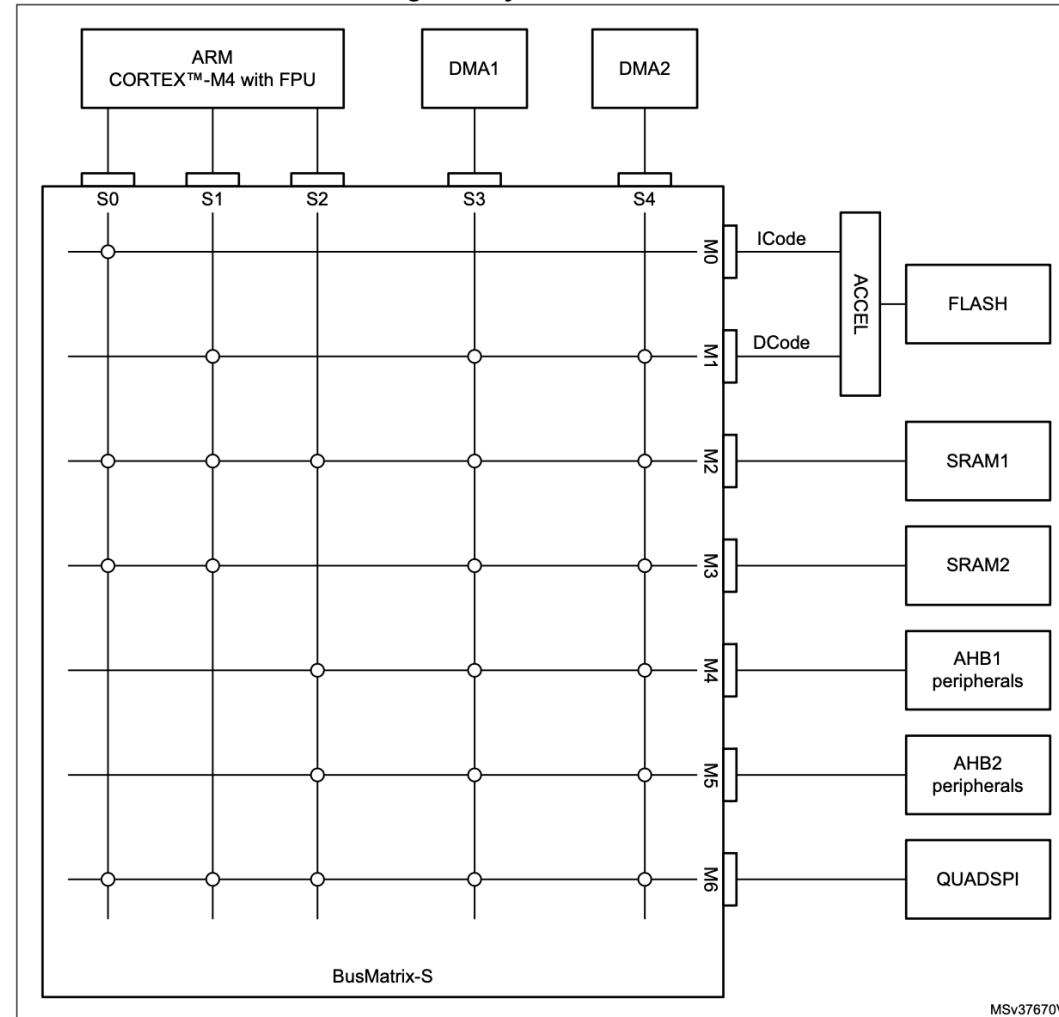 ARM
CORTEX™-M4 with FPU
DMA1
DMA2
S0
S1
S2
S3
S4
M0
ICode
ACCEL
FLASH
M1
DCode
M2
SRAM1
M3
SRAM2
M4
AHB1
peripherals
M5
AHB2
peripherals
M6
QUADSPI
BusMatrix-S